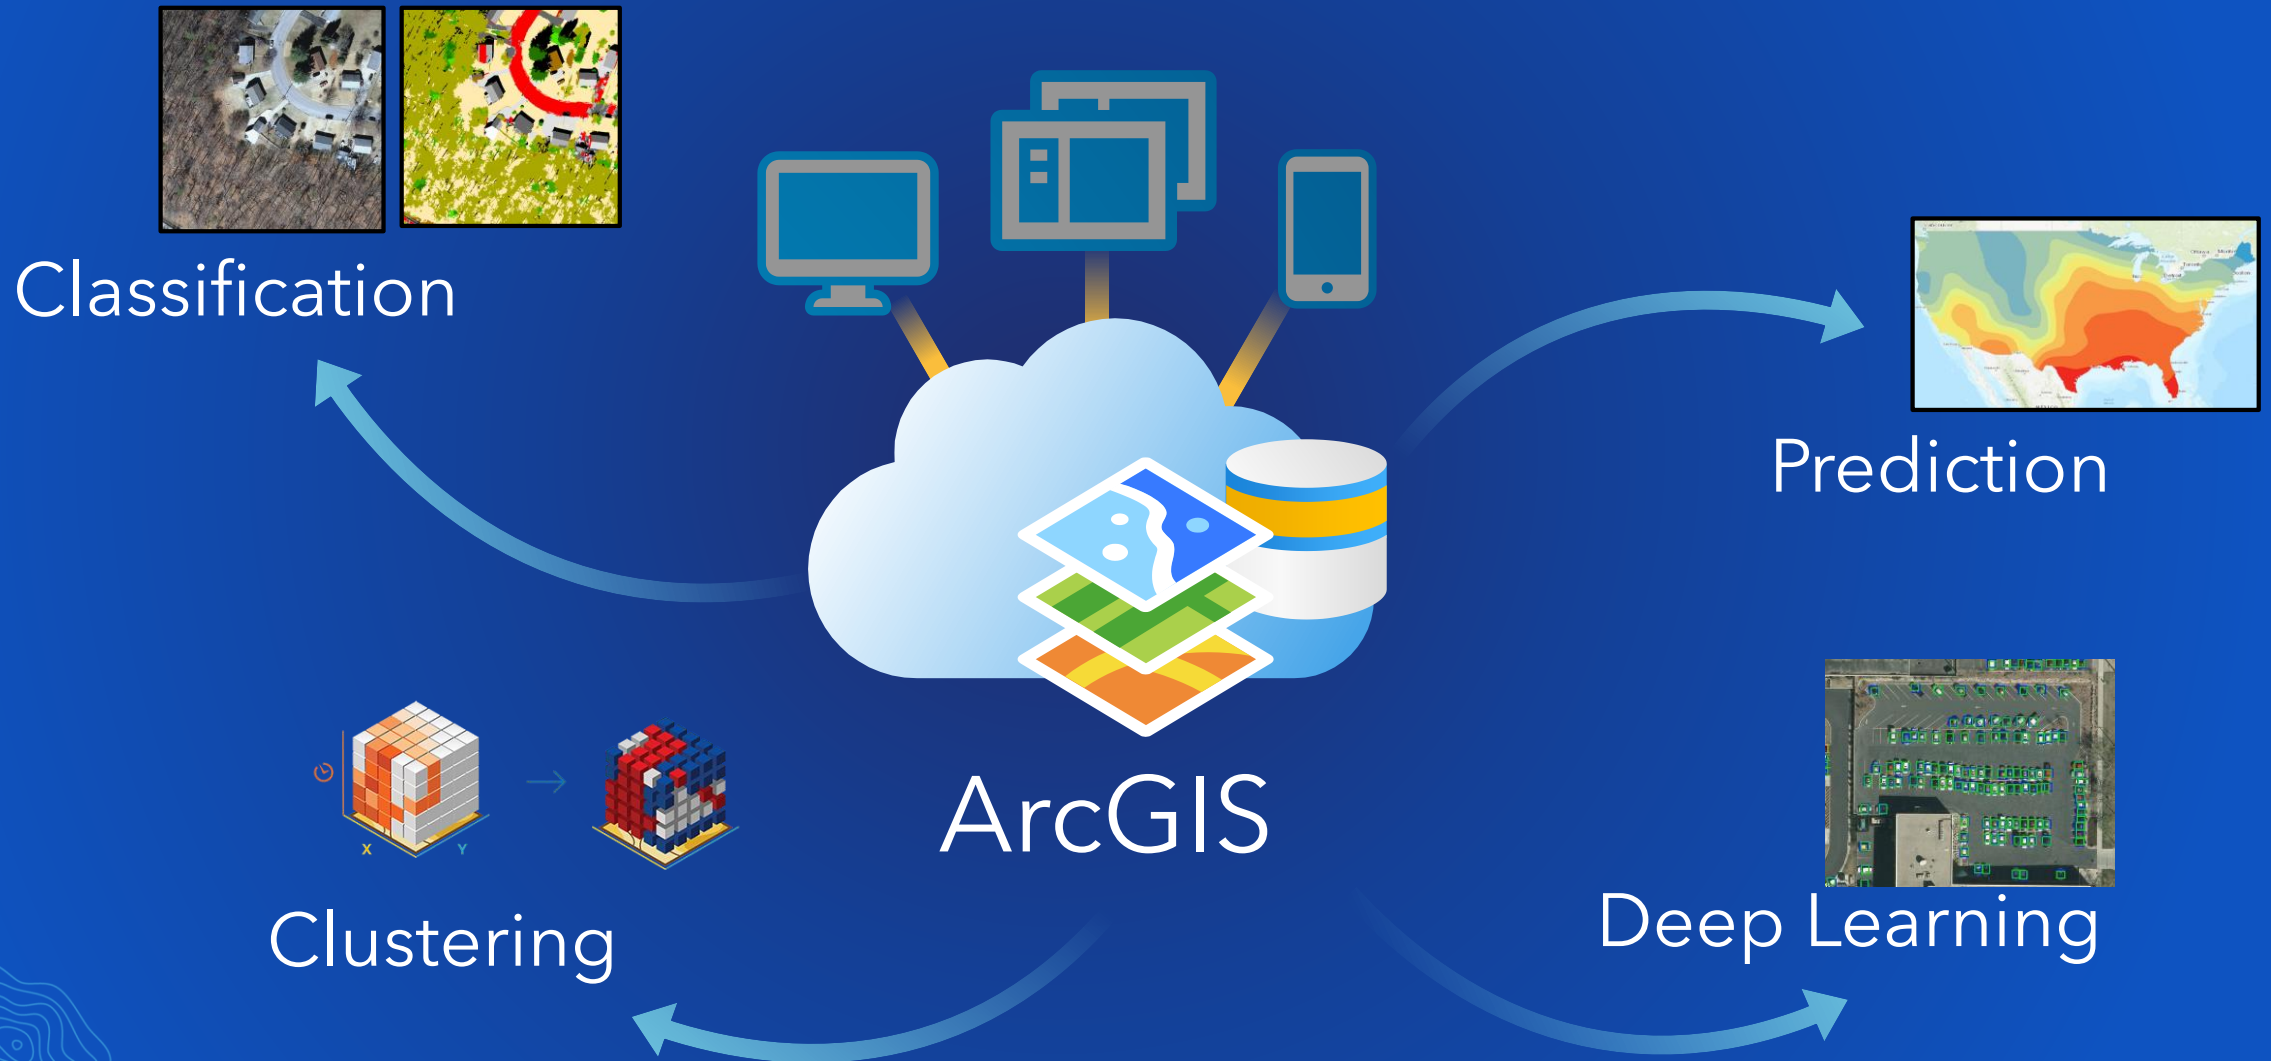 Classification
Prediction
X
Y
ArcGIS
Deep Learning
Clustering